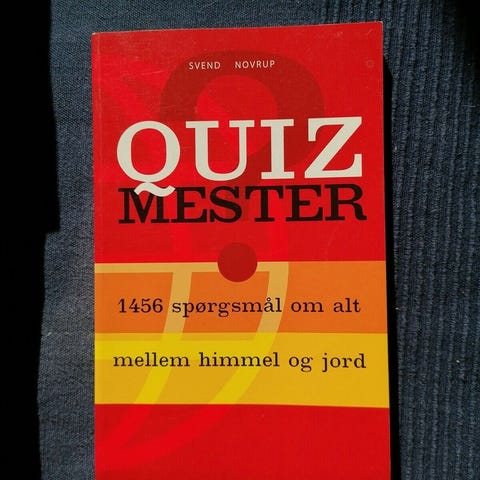 SVEND NOVRUP
QUIZ
MESTER
1456 spørgsmål om alt
mellem himmel og jord